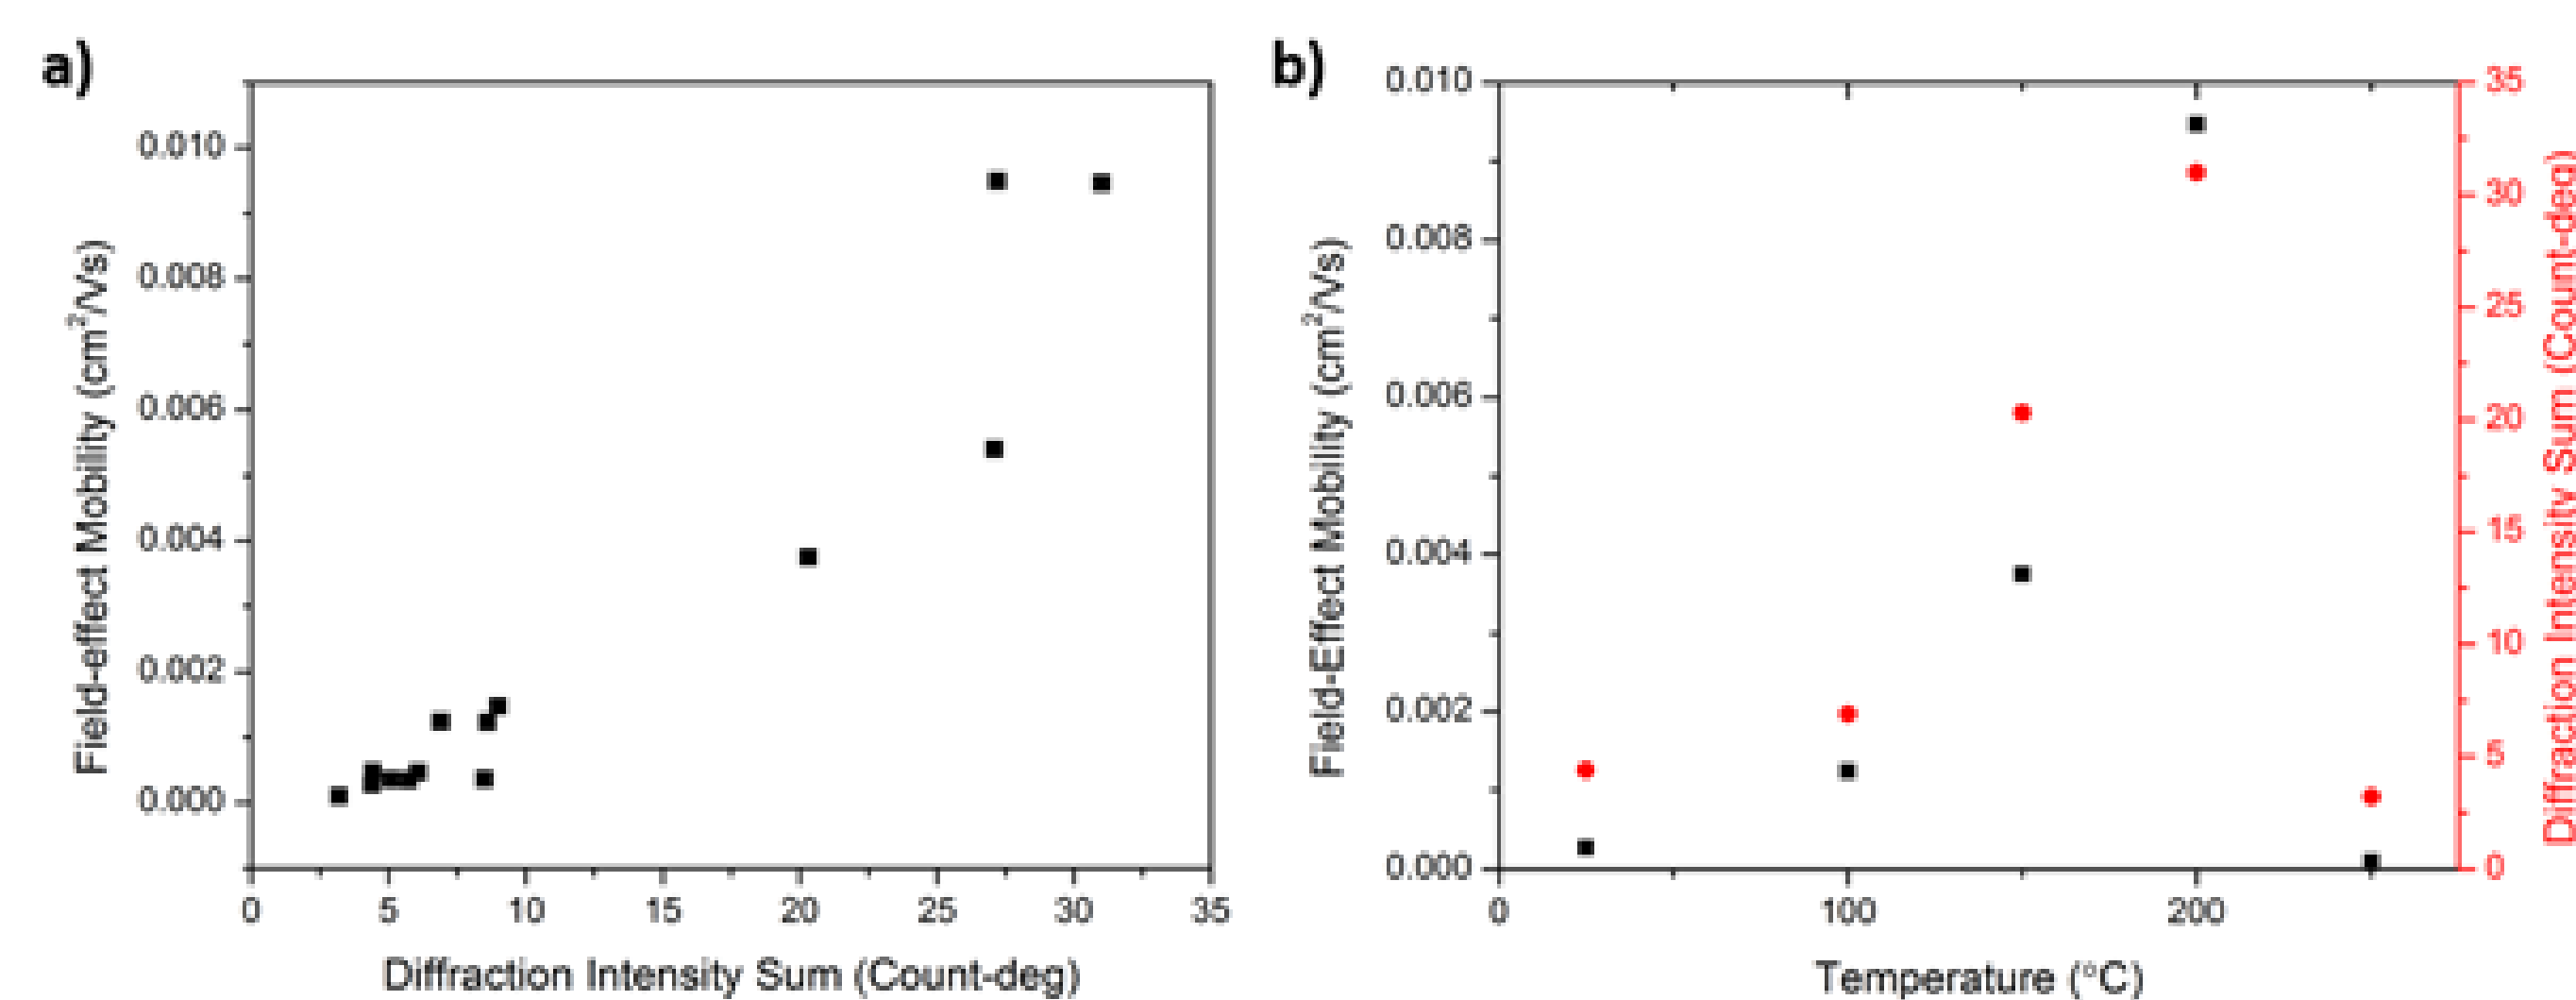 a)
0.010
0.008
0.006
0.004
0.002
0.000
Field-effect Mobility (cm²/Vs)
0 5 10 15 20 25 30 35
Diffraction Intensity Sum (Count-deg)
b)
0.010
0.008
0.006
0.004
0.002
0.000
Field-Effect Mobility (cm²/Vs)
0 100 200
Temperature (°C)
35
30
25
20
15
10
5
0
Diffraction Intensity Sum (Count-deg)